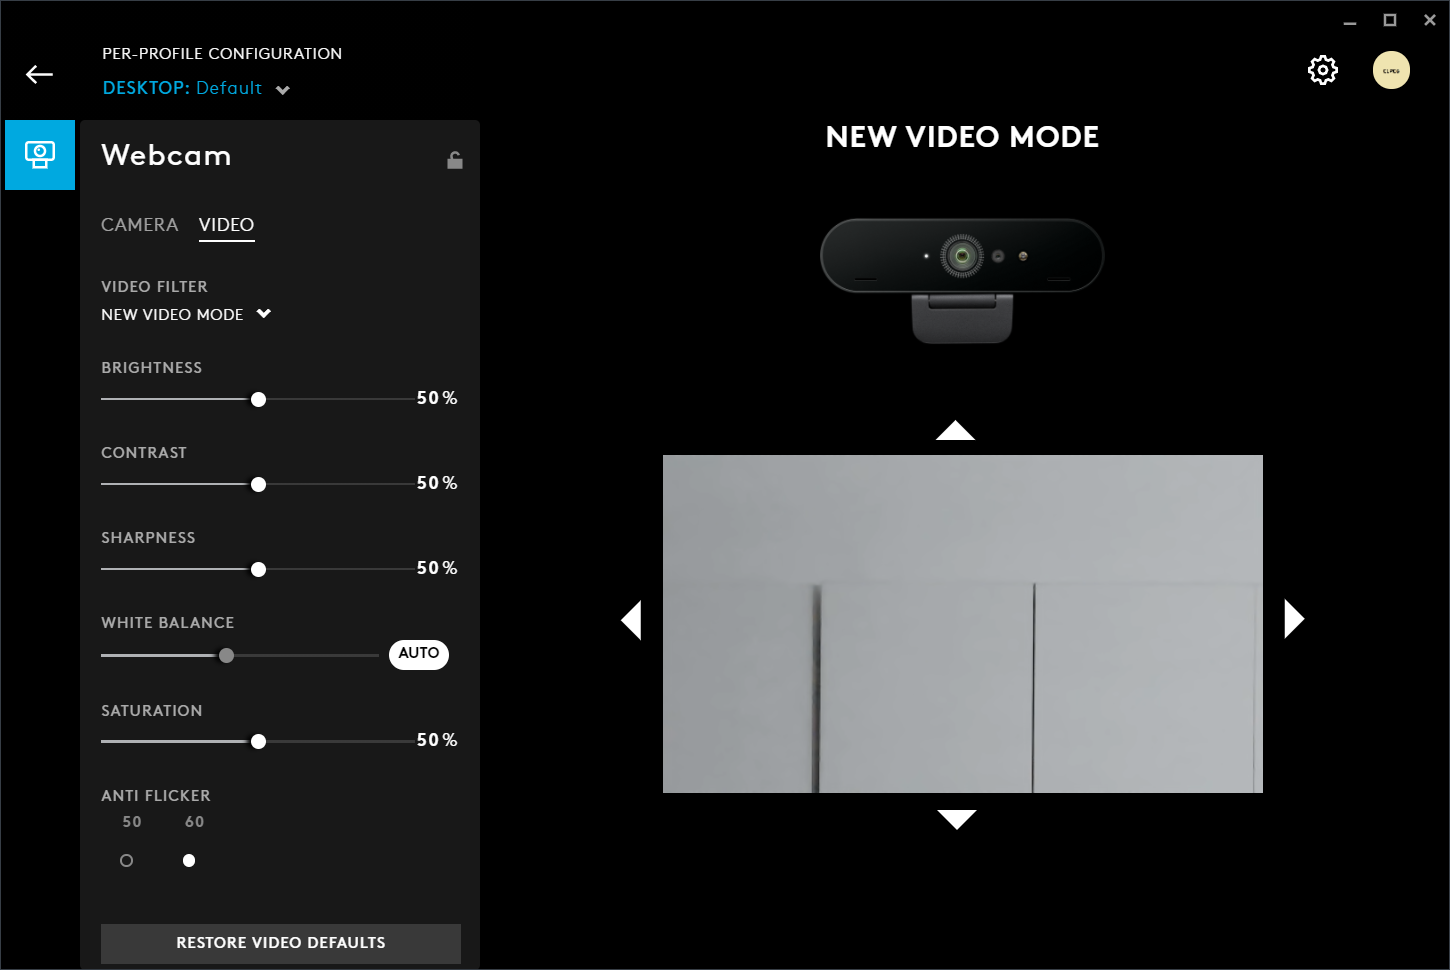 PER-PROFILE CONFIGURATION
DESKTOP: Default
NEW VIDEO MODE
Webcam
CAMERA VIDEO
VIDEO FILTER
NEW VIDEO MODE
BRIGHTNESS
50 %
CONTRAST
50 %
SHARPNESS
50 %
WHITE BALANCE
AUTO
SATURATION
50 %
ANTI FLICKER
50 60
RESTORE VIDEO DEFAULTS